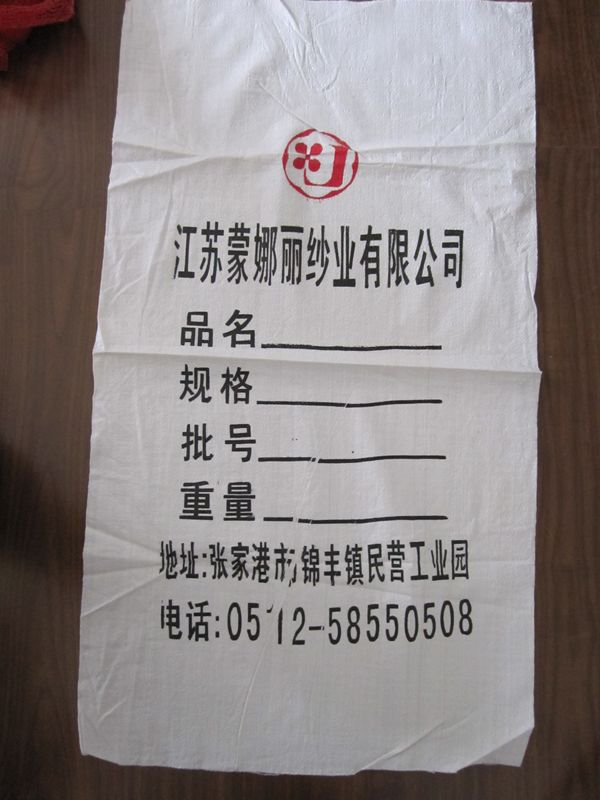 江苏蒙娜丽纱业有限公司
品名
规格
批号
重量
地址:张家港市锦丰镇民营工业园
电话:0512-58550508